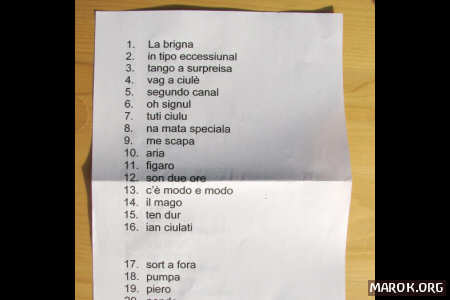 1. La brigna
2. in tipo eccessiunal
3. tango a surpreisa
4. vag a ciulè
5. segundo canal
6. oh signul
7. tuti ciulu
8. na mata speciala
9. me scapa
10. aria
11. figaro
12. son due ore
13. c'è modo e modo
14. il mago
15. ten dur
16. ian ciulati
17. sort a fora
18. pumpa
19. piero
MAROK.ORG